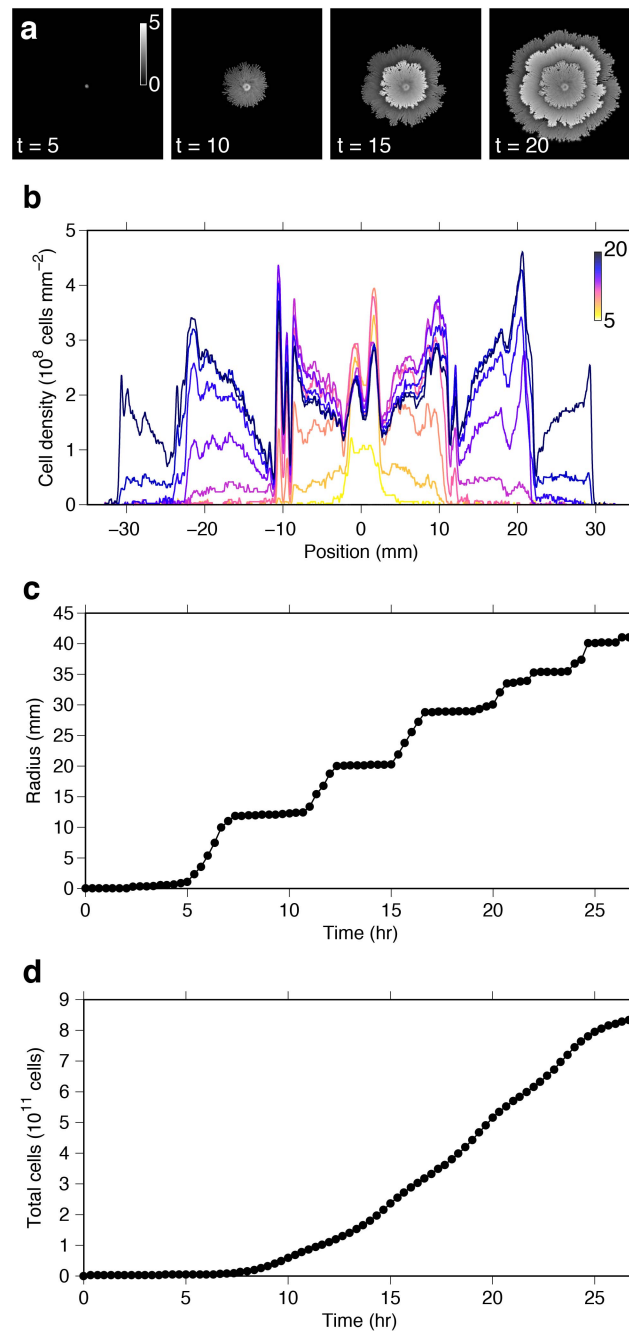 a
5
0
t = 5
t = 10
t = 15
t = 20
b
Cell density (10⁸ cells mm⁻²)
5
4
3
2
1
0
20
5
−30 −20 −10 0 10 20 30
Position (mm)
c
Radius (mm)
45
40
35
30
25
20
15
10
5
0
0 5 10 15 20 25
Time (hr)
d
Total cells (10¹¹ cells)
9
8
7
6
5
4
3
2
1
0
0 5 10 15 20 25
Time (hr)